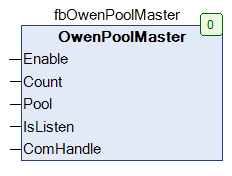 fbOwenPoolMaster
0
OwenPoolMaster
Enable
Count
Pool
IsListen
ComHandle